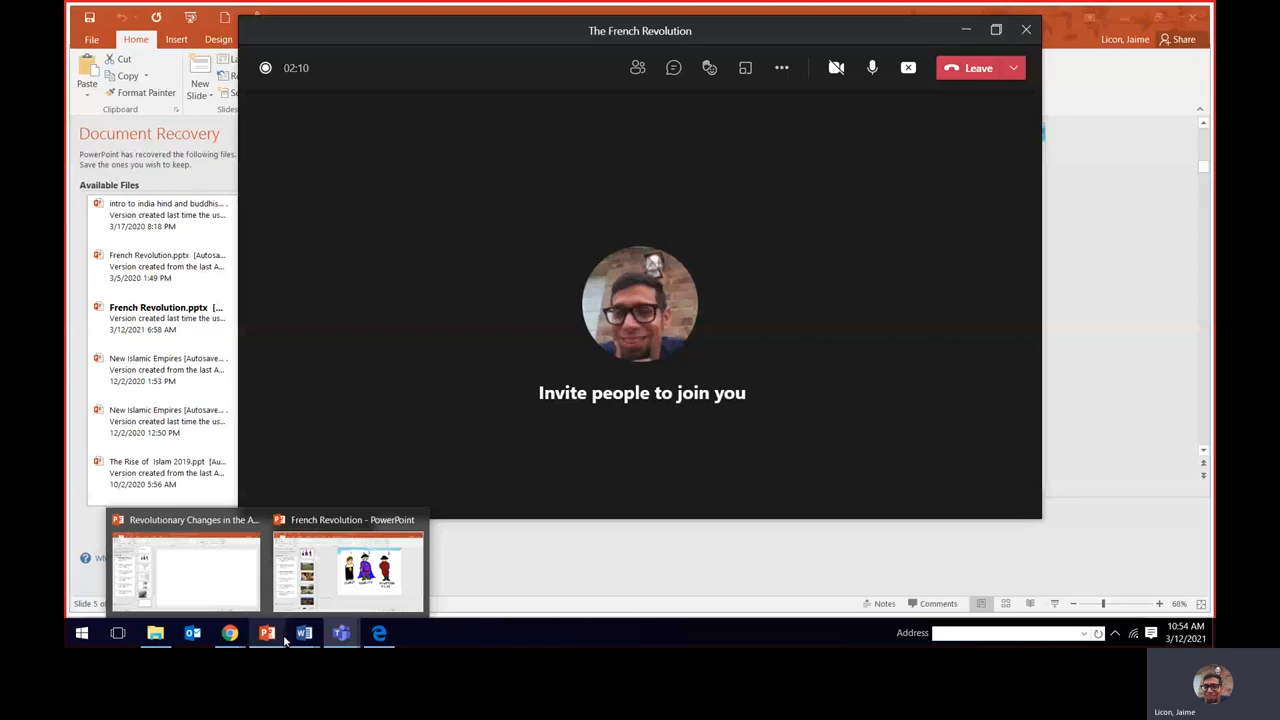 The French Revolution
File
Home
Insert
Design
Licon, Jaime
Share
02:10
Leave
Cut
Copy
Format Painter
Paste
New
Slide
Clipboard
Slides
Document Recovery
PowerPoint has recovered the following files.
Save the ones you wish to keep.
Available Files
intro to india hind and buddhis...
Version created last time the us...
3/17/2020 8:18 PM
French Revolution.pptx [Autosa...
Version created from the last A...
3/5/2020 1:49 PM
French Revolution.pptx [...
Version created last time the us...
3/12/2021 6:58 AM
New Islamic Empires [Autosave...
Version created from the last A...
12/2/2020 1:53 PM
New Islamic Empires [Autosave...
Version created from the last A...
12/2/2020 12:50 PM
The Rise of Islam 2019.ppt [Au...
Version created from the last A...
10/2/2020 5:56 AM
Invite people to join you
Revolutionary Changes in the A...
French Revolution - PowerPoint
Slide 5 of
Notes
Comments
68%
Address
10:54 AM
3/12/2021
Licon, Jaime